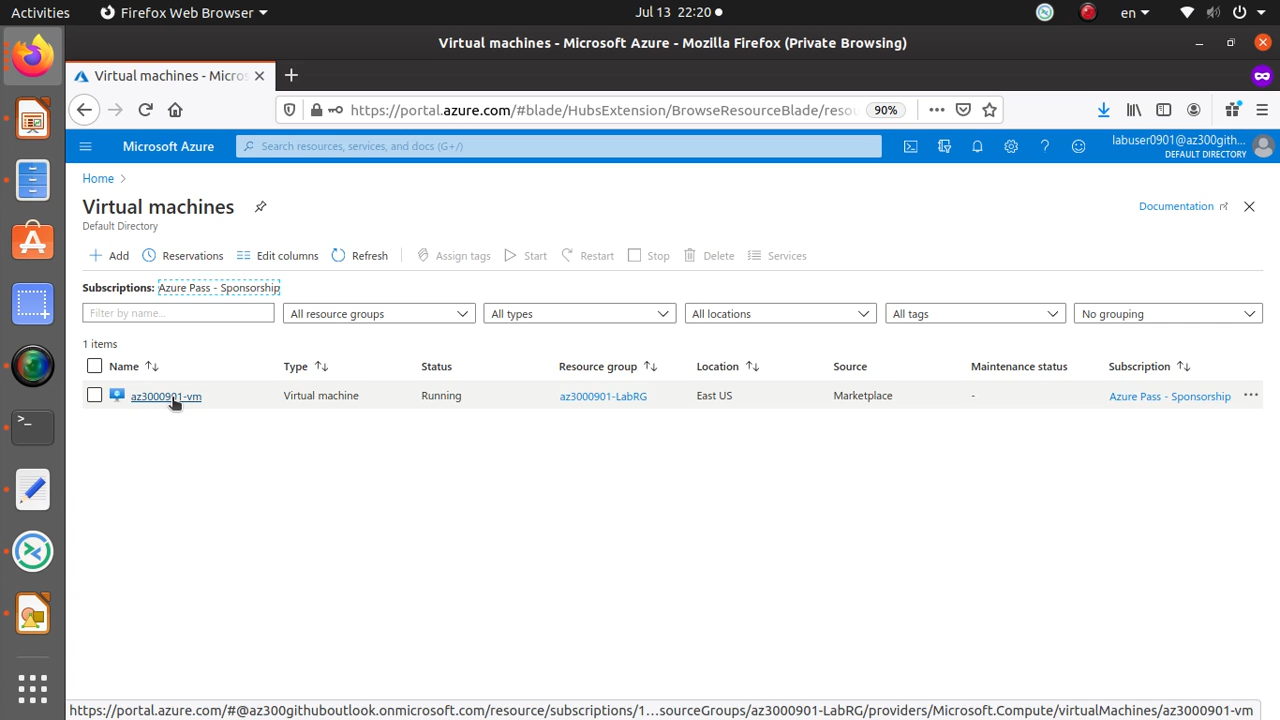 Activities Firefox Web Browser Jul 13 22:20 en
Virtual machines - Microsoft Azure - Mozilla Firefox (Private Browsing)
Virtual machines - Micros
https://portal.azure.com/#blade/HubsExtension/BrowseResourceBlade/resou 90%
Microsoft Azure Search resources, services, and docs (G+/) labuser0901@az300gith...
DEFAULT DIRECTORY
Home >
Virtual machines Documentation
Default Directory
Add Reservations Edit columns Refresh Assign tags Start Restart Stop Delete Services
Subscriptions: Azure Pass - Sponsorship
Filter by name... All resource groups All types All locations All tags No grouping
1 items
Name Type Status Resource group Location Source Maintenance status Subscription
az3000901-vm Virtual machine Running az3000901-LabRG East US Marketplace - Azure Pass - Sponsorship ...
https://portal.azure.com/#@az300githuboutlook.onmicrosoft.com/resource/subscriptions/1...sourceGroups/az3000901-LabRG/providers/Microsoft.Compute/virtualMachines/az3000901-vm